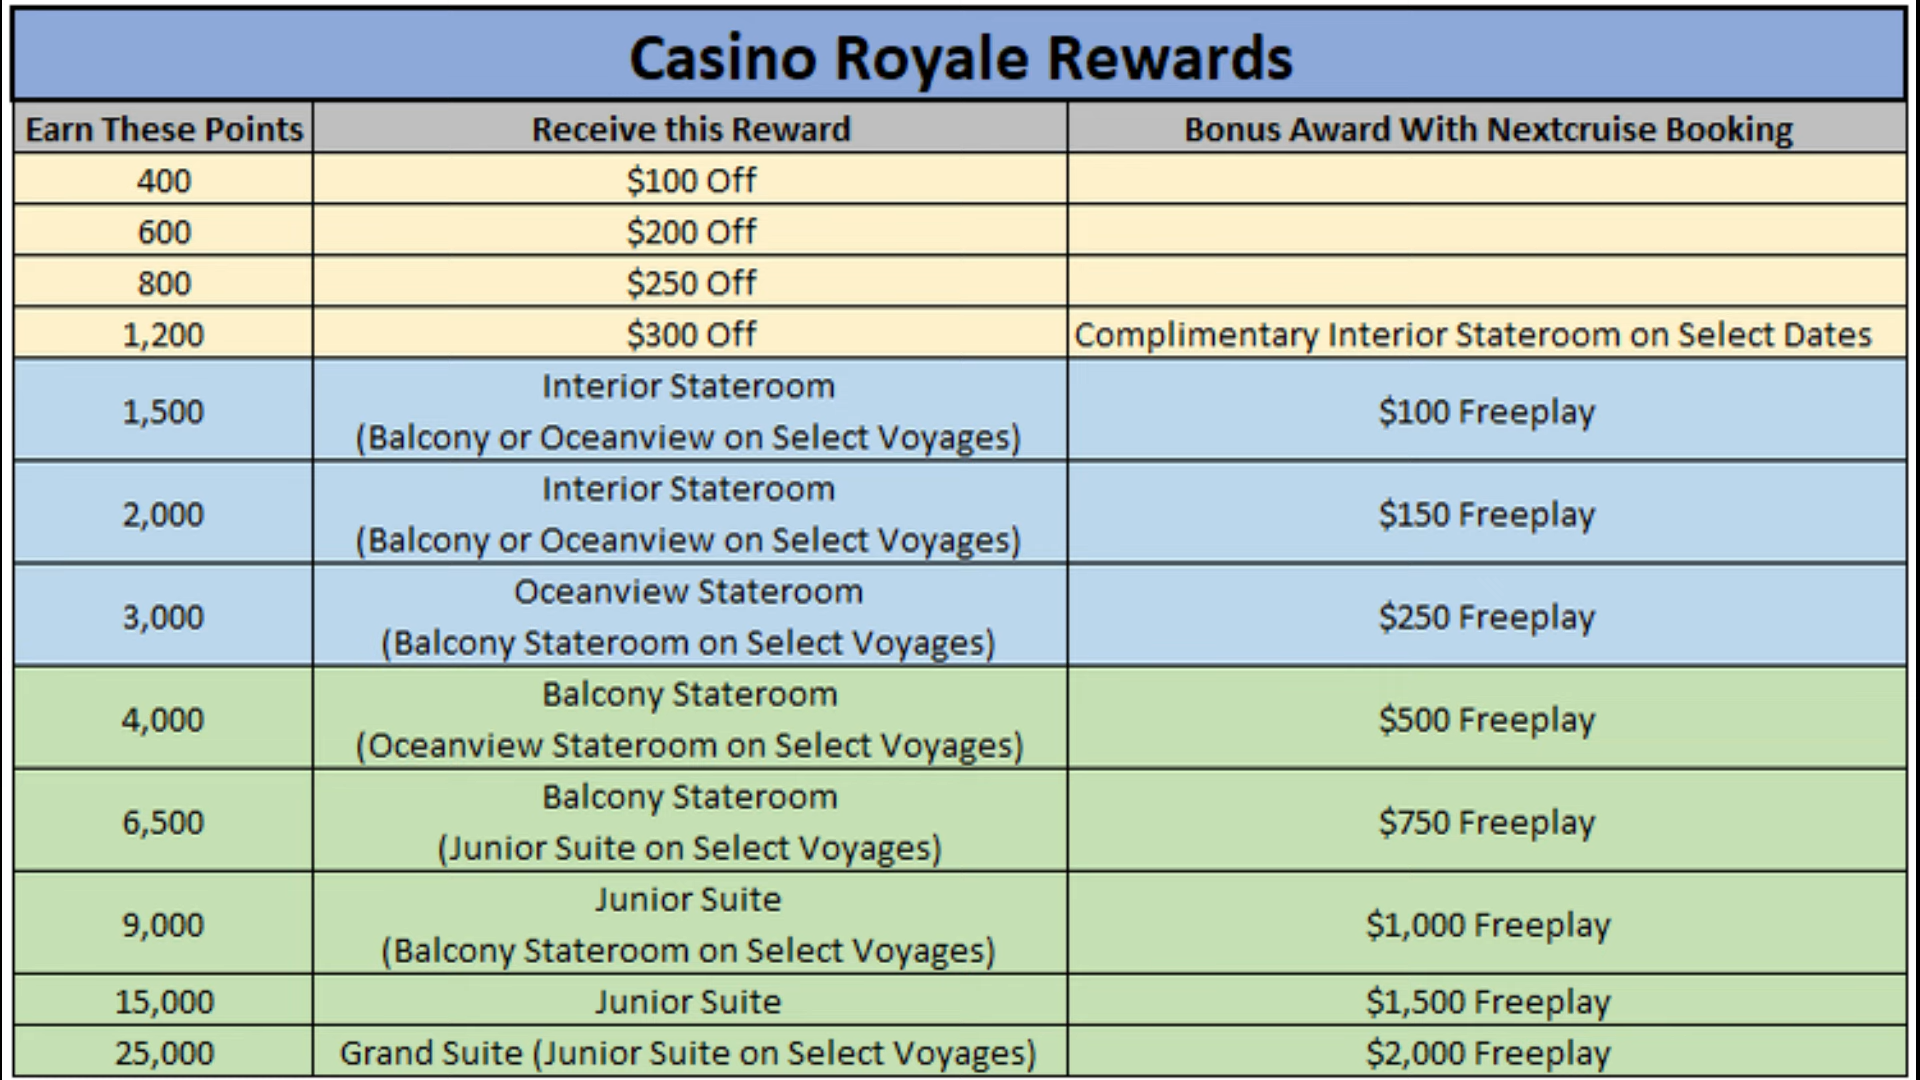 Casino Royale Rewards
Earn These Points Receive this Reward Bonus Award With Nextcruise Booking
400 $100 Off
600 $200 Off
800 $250 Off
1,200 $300 Off Complimentary Interior Stateroom on Select Dates
1,500 Interior Stateroom
(Balcony or Oceanview on Select Voyages) $100 Freeplay
2,000 Interior Stateroom
(Balcony or Oceanview on Select Voyages) $150 Freeplay
3,000 Oceanview Stateroom
(Balcony Stateroom on Select Voyages) $250 Freeplay
4,000 Balcony Stateroom
(Oceanview Stateroom on Select Voyages) $500 Freeplay
6,500 Balcony Stateroom
(Junior Suite on Select Voyages) $750 Freeplay
9,000 Junior Suite
(Balcony Stateroom on Select Voyages) $1,000 Freeplay
15,000 Junior Suite $1,500 Freeplay
25,000 Grand Suite (Junior Suite on Select Voyages) $2,000 Freeplay